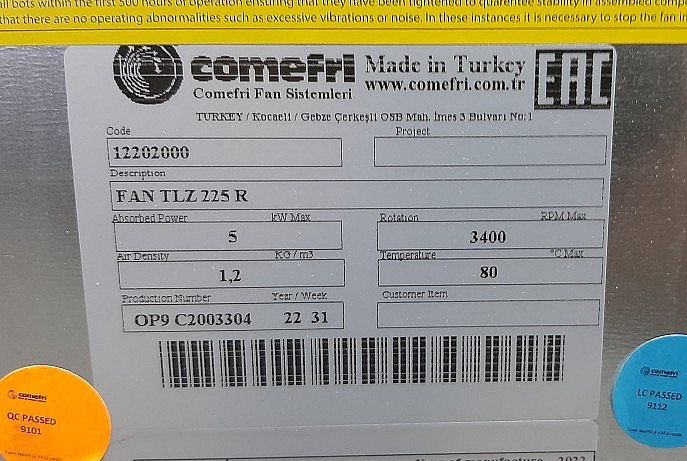 all bots within the first 500 hours of operation ensuring that they have been tightened to quarentee stability in assembled comp
that there are no operating abnormalities such as excessive vibrations or noise. In these instances it is necessary to stop the fan in
comefri Made in Turkey EAC
Comefri Fan Sistemleri www.comefri.com.tr
TURKEY / Kocaeli / Gebze Çerkeşli OSB Mah. İmes 3 Bulvarı No:1
Code Project
12202000
Description
FAN TLZ 225 R
Absorbed Power kW Max Rotation RPM Max
5 3400
Air Density KG / m3 Temperature °C Max
1,2 80
Production Number Year / Week Customer Item
OP9 C2003304 22 31
comefri
QC PASSED
9101
comefri
LC PASSED
9112